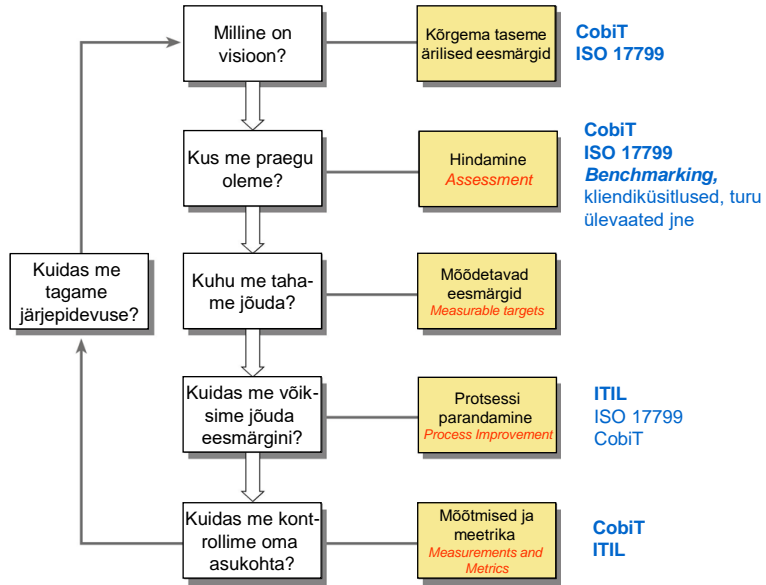 Milline on
visioon?
Kõrgema taseme
ärilised eesmärgid
CobiT
ISO 17799
Kus me praegu
oleme?
Hindamine
Assessment
CobiT
ISO 17799
Benchmarking,
kliendiküsitlused, turu
ülevaated jne
Kuidas me
tagame
järjepidevuse?
Kuhu me taha-
me jõuda?
Mõõdetavad
eesmärgid
Measurable targets
Kuidas me võik-
sime jõuda
eesmärgini?
Protsessi
parandamine
Process Improvement
ITIL
ISO 17799
CobiT
Kuidas me kont-
rollime oma
asukohta?
Mõõtmised ja
meetrika
Measurements and
Metrics
CobiT
ITIL